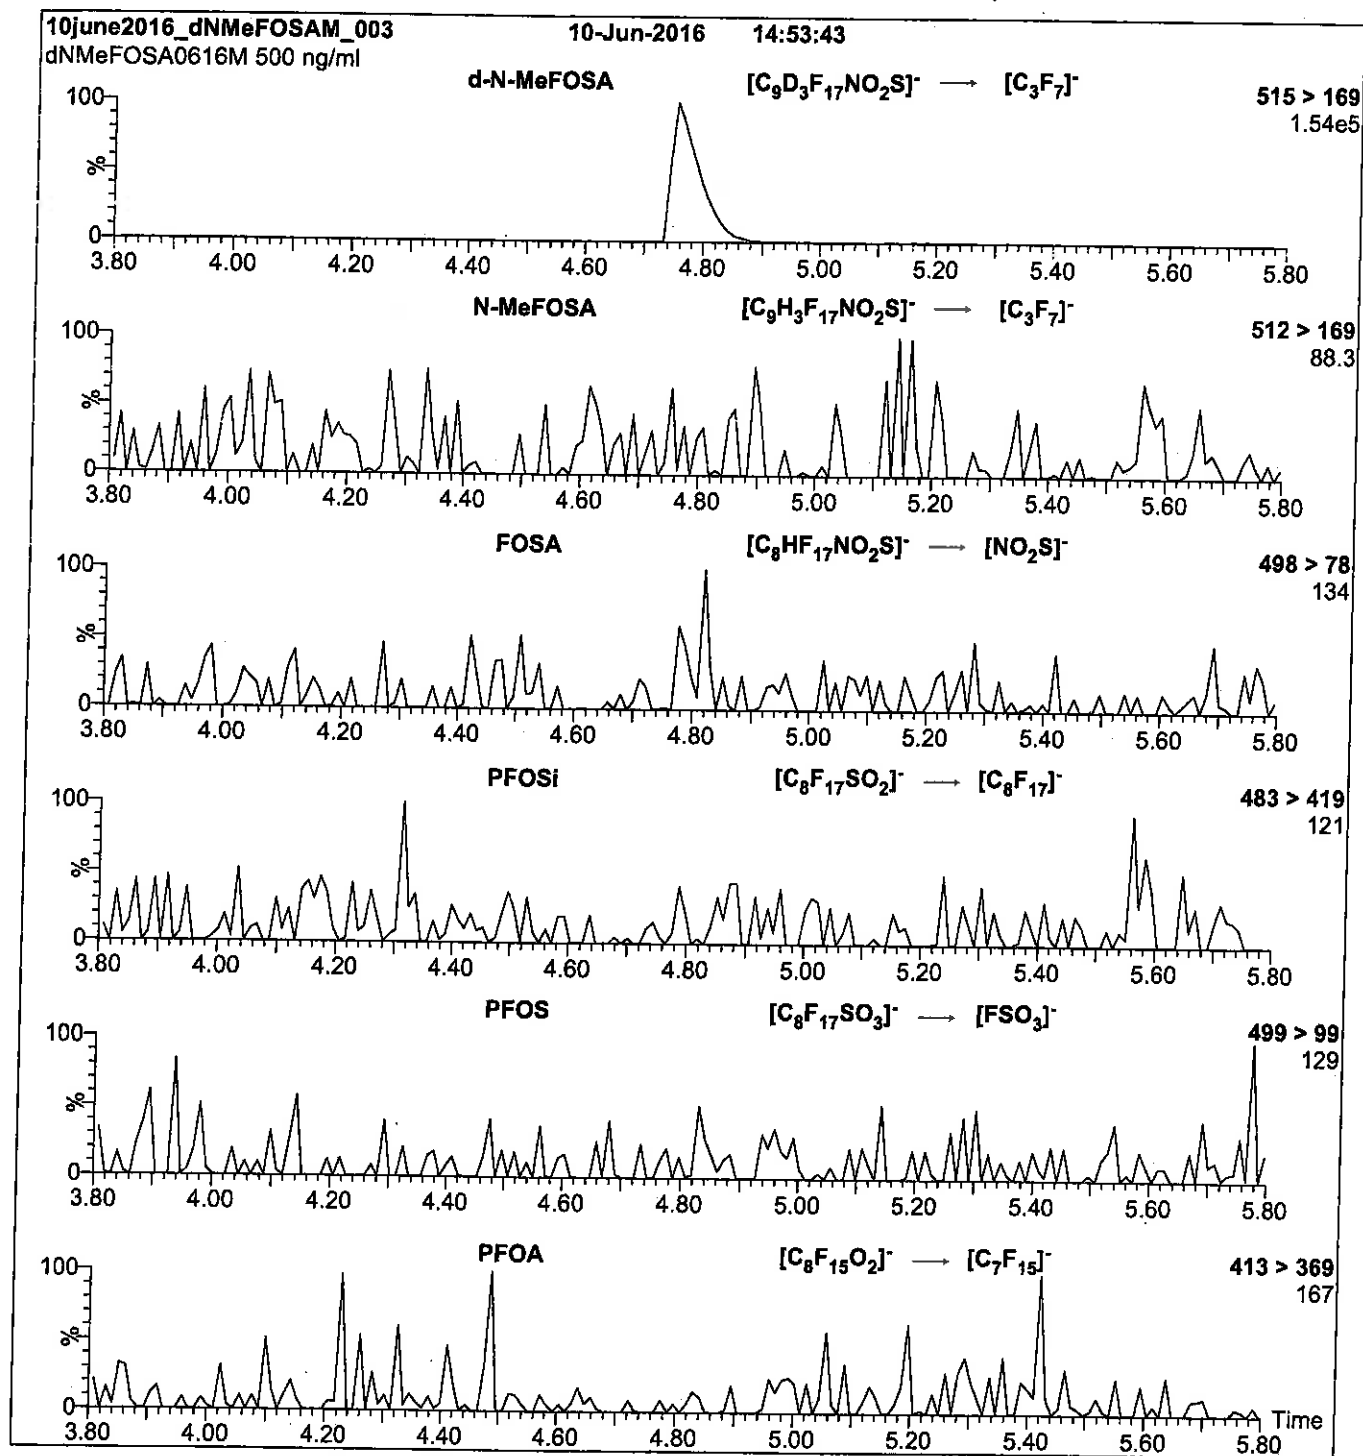 10june2016_dNMeFOSAM_003 10-Jun-2016 14:53:43
dNMeFOSA0616M 500 ng/ml
d-N-MeFOSA [C₉D₃F₁₇NO₂S]⁻ → [C₃F₇]⁻ 515 > 169
1.54e5
100
%
0
3.80 4.00 4.20 4.40 4.60 4.80 5.00 5.20 5.40 5.60 5.80
N-MeFOSA [C₉H₃F₁₇NO₂S]⁻ → [C₃F₇]⁻ 512 > 169
88.3
100
%
0
3.80 4.00 4.20 4.40 4.60 4.80 5.00 5.20 5.40 5.60 5.80
FOSA [C₈HF₁₇NO₂S]⁻ → [NO₂S]⁻ 498 > 78
134
100
%
0
3.80 4.00 4.20 4.40 4.60 4.80 5.00 5.20 5.40 5.60 5.80
PFOSi [C₈F₁₇SO₂]⁻ → [C₈F₁₇]⁻ 483 > 419
121
100
%
0
3.80 4.00 4.20 4.40 4.60 4.80 5.00 5.20 5.40 5.60 5.80
PFOS [C₈F₁₇SO₃]⁻ → [FSO₃]⁻ 499 > 99
129
100
%
0
3.80 4.00 4.20 4.40 4.60 4.80 5.00 5.20 5.40 5.60 5.80
PFOA [C₈F₁₅O₂]⁻ → [C₇F₁₅]⁻ 413 > 369
167
100
%
0
Time
3.80 4.00 4.20 4.40 4.60 4.80 5.00 5.20 5.40 5.60 5.80